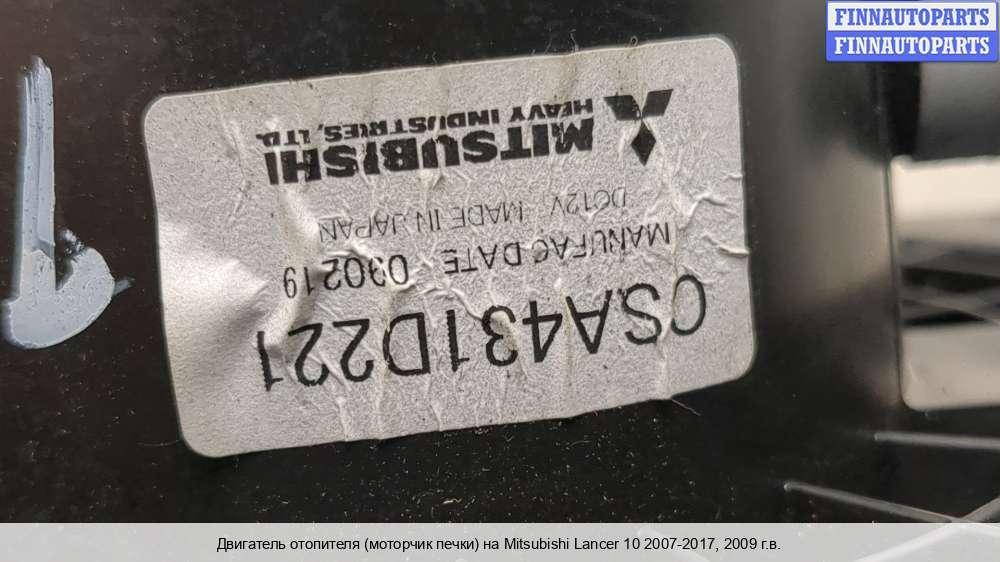 FINNAUTOPARTS
FINNAUTOPARTS
MITSUBISHI
HEAVY INDUSTRIES, LTD.
DC12V MADE IN JAPAN
MANUFAC DATE 090219
CSA431D221
Двигатель отопителя (моторчик печки) на Mitsubishi Lancer 10 2007-2017, 2009 г.в.